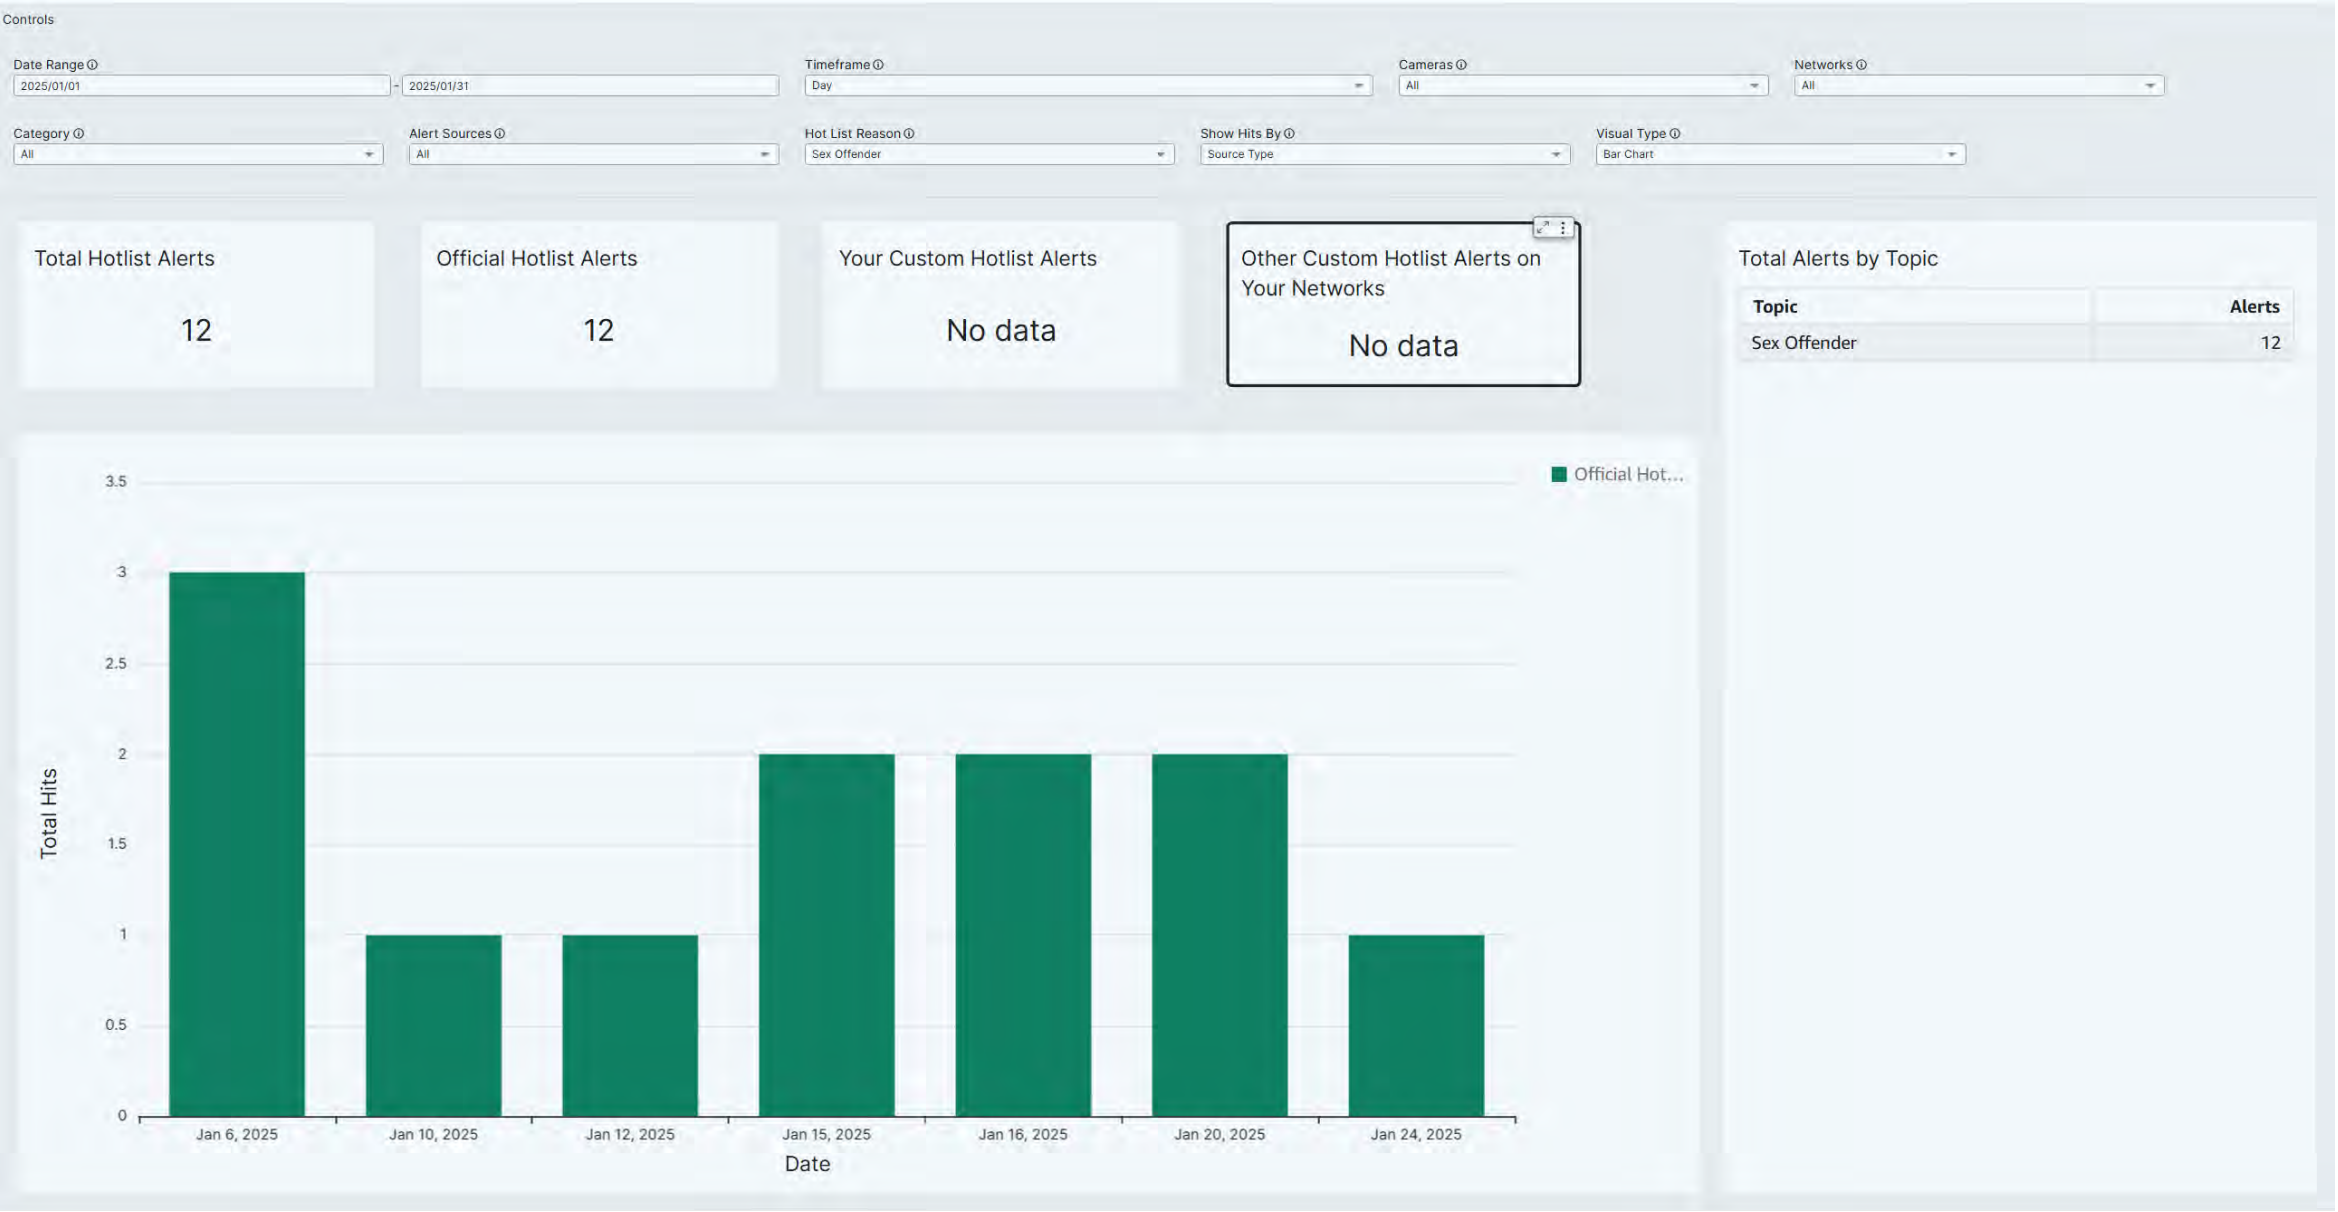 Controls
Date Range
Timeframe
Cameras
Networks
2025/01/01 - 2025/01/31
Day
All
All
Category
Alert Sources
Hot List Reason
Show Hits By
Visual Type
All
All
Sex Offender
Source Type
Bar Chart
Total Hotlist Alerts
12
Official Hotlist Alerts
12
Your Custom Hotlist Alerts
No data
Other Custom Hotlist Alerts on
Your Networks
No data
Total Alerts by Topic
Topic Alerts
Sex Offender 12
Official Hot...
Total Hits
3.5
3
2.5
2
1.5
1
0.5
0
Jan 6, 2025
Jan 10, 2025
Jan 12, 2025
Jan 15, 2025
Jan 16, 2025
Jan 20, 2025
Jan 24, 2025
Date